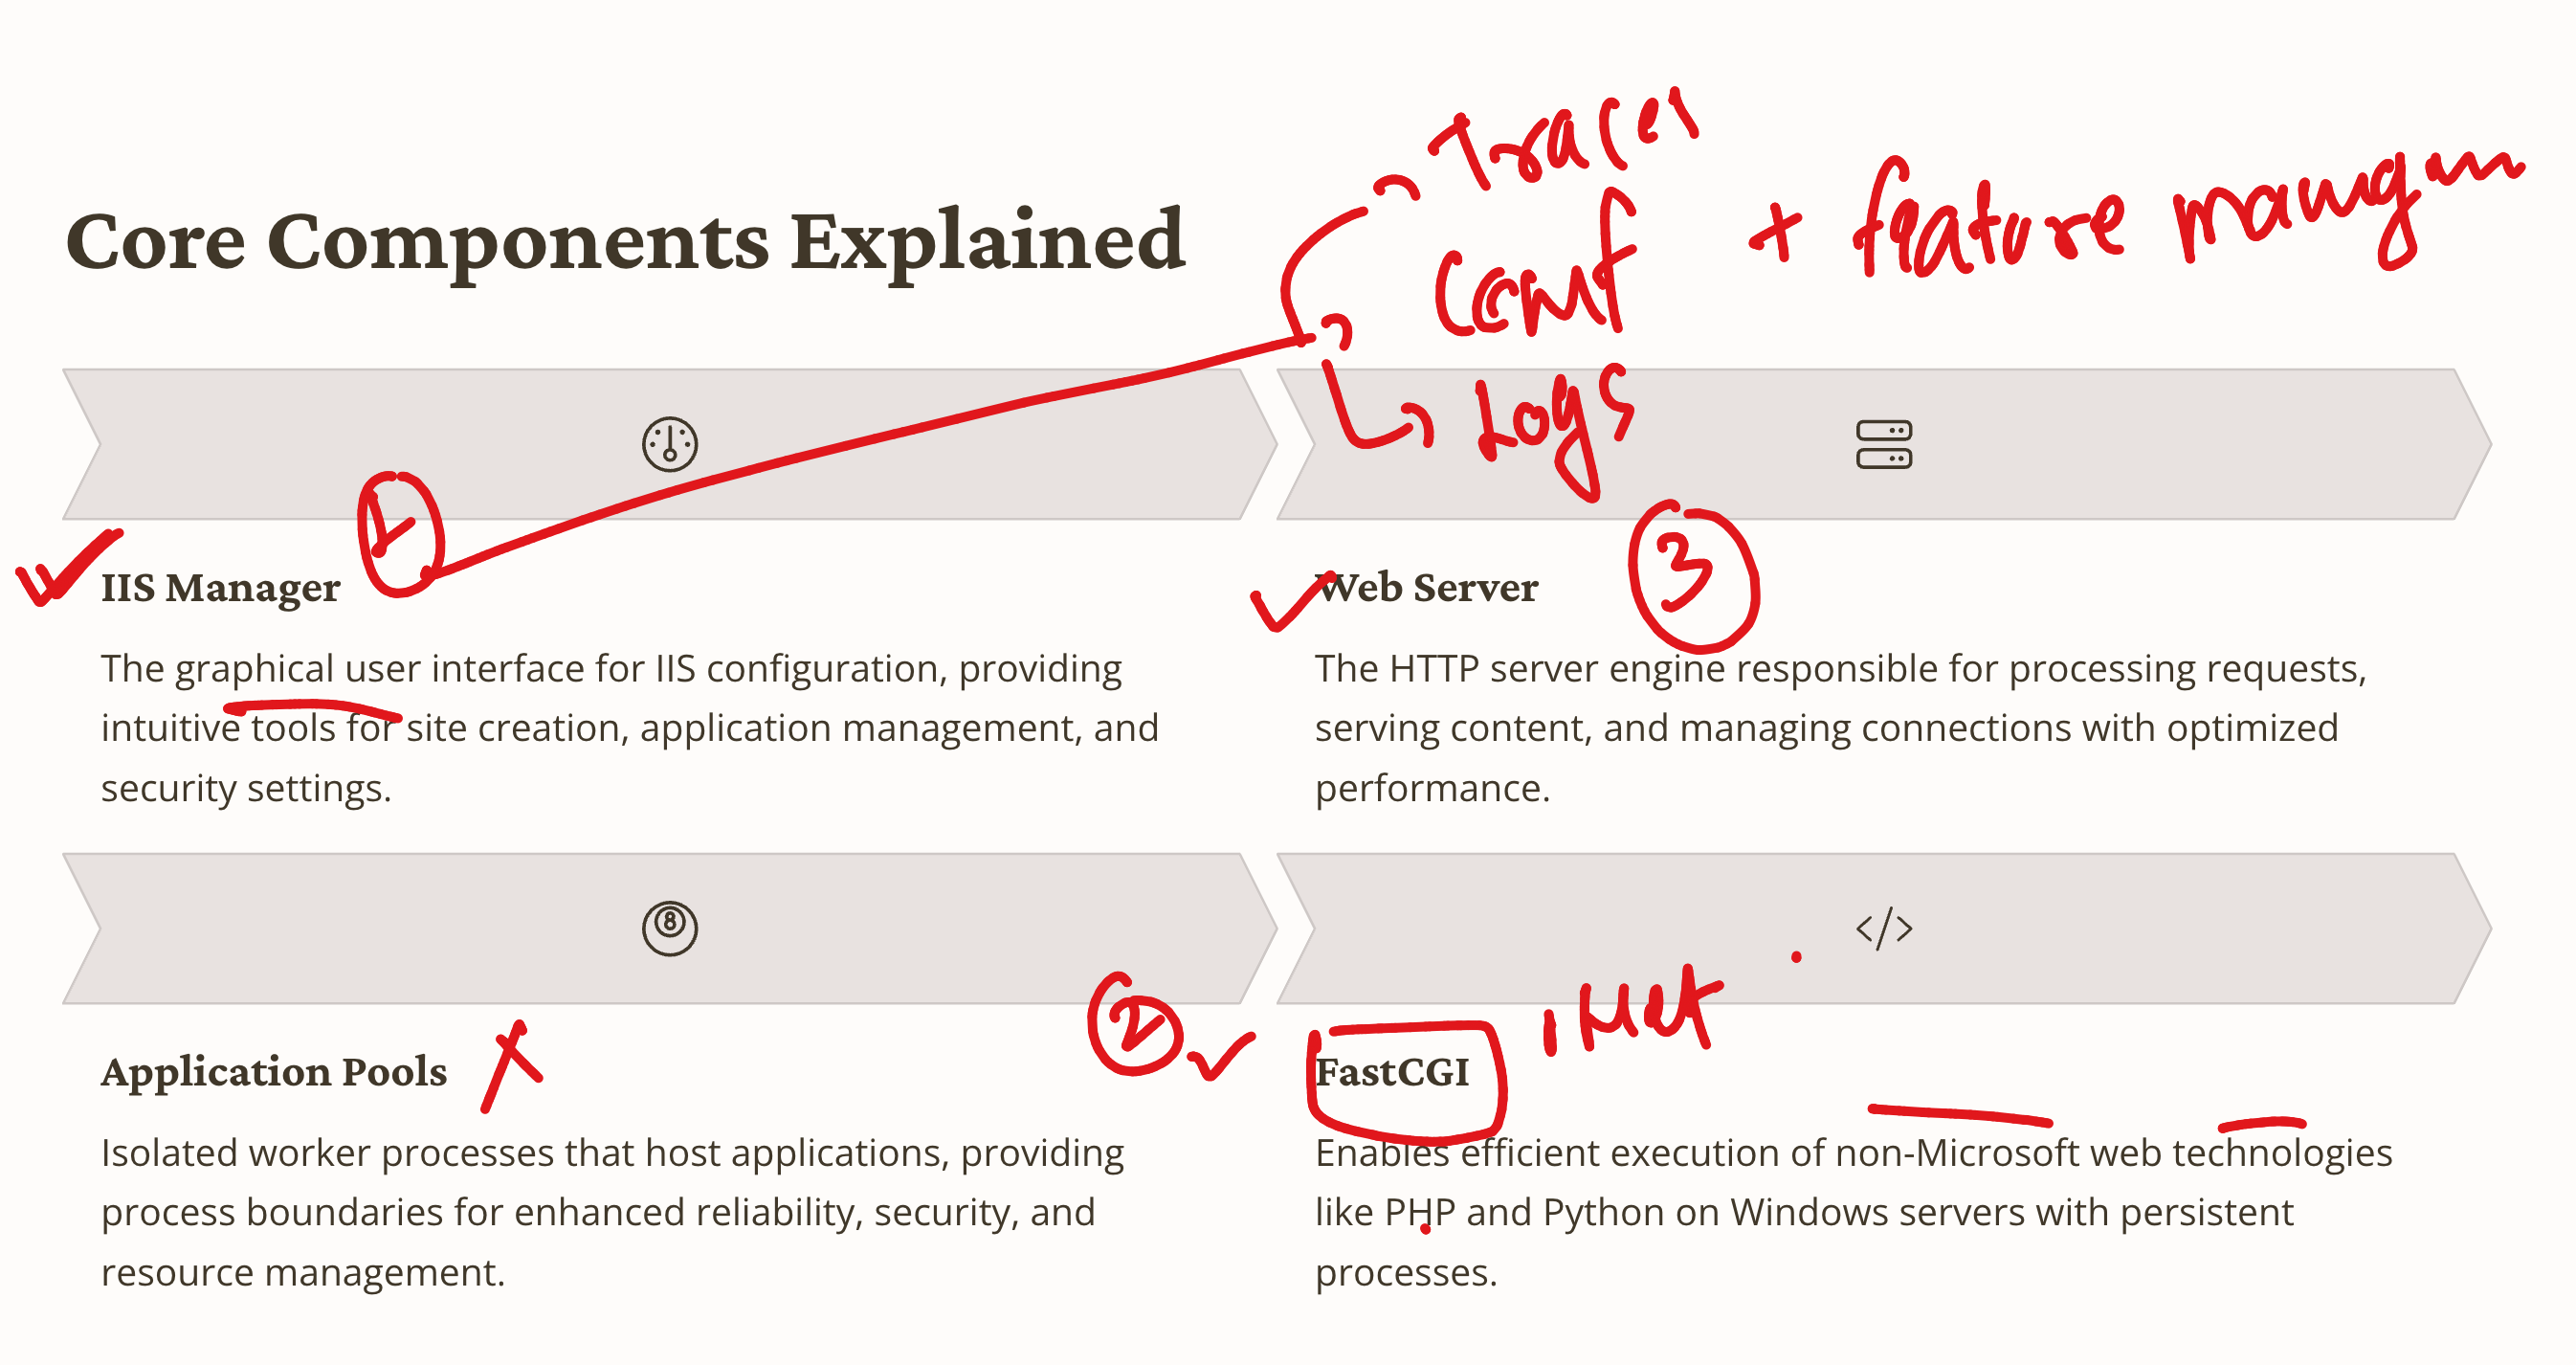 Traces
Conf + feature
Core Components Explained
Logs
1
3
IIS Manager
Web Server
The graphical user interface for IIS configuration, providing
intuitive tools for site creation, application management, and
security settings.
The HTTP server engine responsible for processing requests,
serving content, and managing connections with optimized
performance.
8
2
Application Pools
FastCGI
Isolated worker processes that host applications, providing
process boundaries for enhanced reliability, security, and
resource management.
Enables efficient execution of non-Microsoft web technologies
like PHP and Python on Windows servers with persistent
processes.